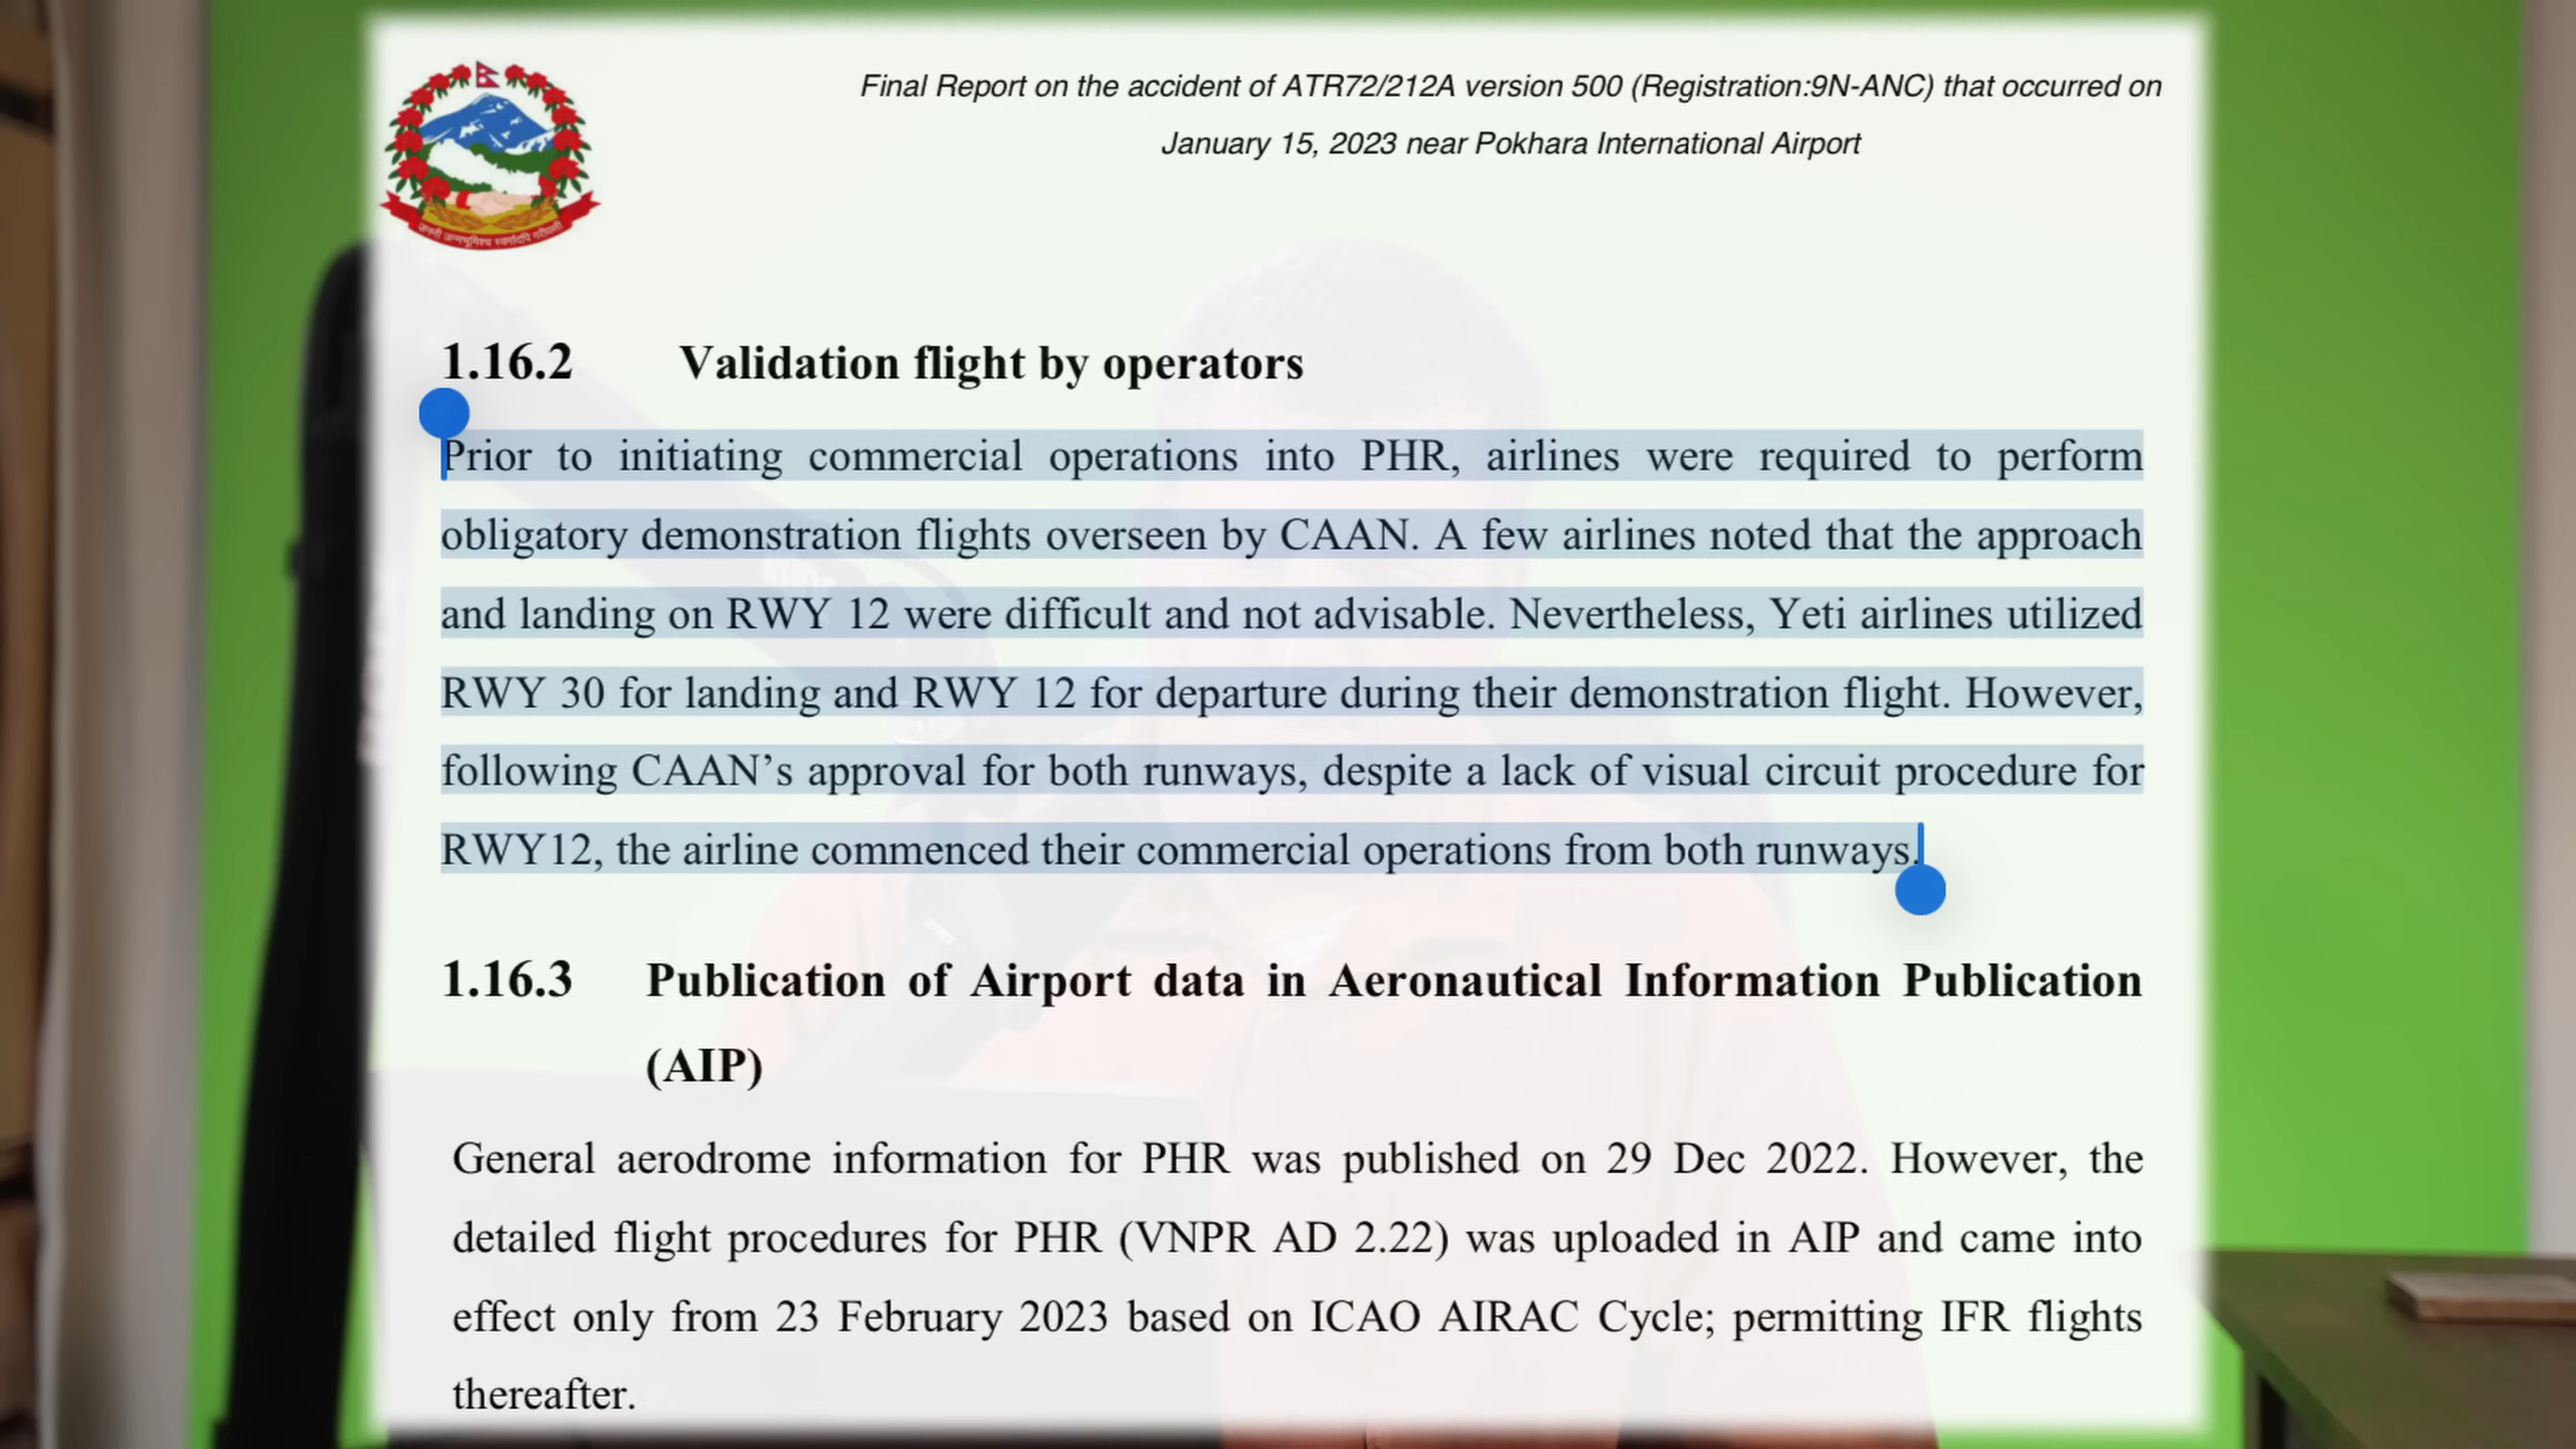 Final Report on the accident of ATR72/212A version 500 (Registration:9N-ANC) that occurred on
January 15, 2023 near Pokhara International Airport
जननी जन्मभूमिश्च स्वर्गादपि गरीयसी
1.16.2 Validation flight by operators
Prior to initiating commercial operations into PHR, airlines were required to perform
obligatory demonstration flights overseen by CAAN. A few airlines noted that the approach
and landing on RWY 12 were difficult and not advisable. Nevertheless, Yeti airlines utilized
RWY 30 for landing and RWY 12 for departure during their demonstration flight. However,
following CAAN’s approval for both runways, despite a lack of visual circuit procedure for
RWY12, the airline commenced their commercial operations from both runways.
1.16.3 Publication of Airport data in Aeronautical Information Publication
(AIP)
General aerodrome information for PHR was published on 29 Dec 2022. However, the
detailed flight procedures for PHR (VNPR AD 2.22) was uploaded in AIP and came into
effect only from 23 February 2023 based on ICAO AIRAC Cycle; permitting IFR flights
thereafter.